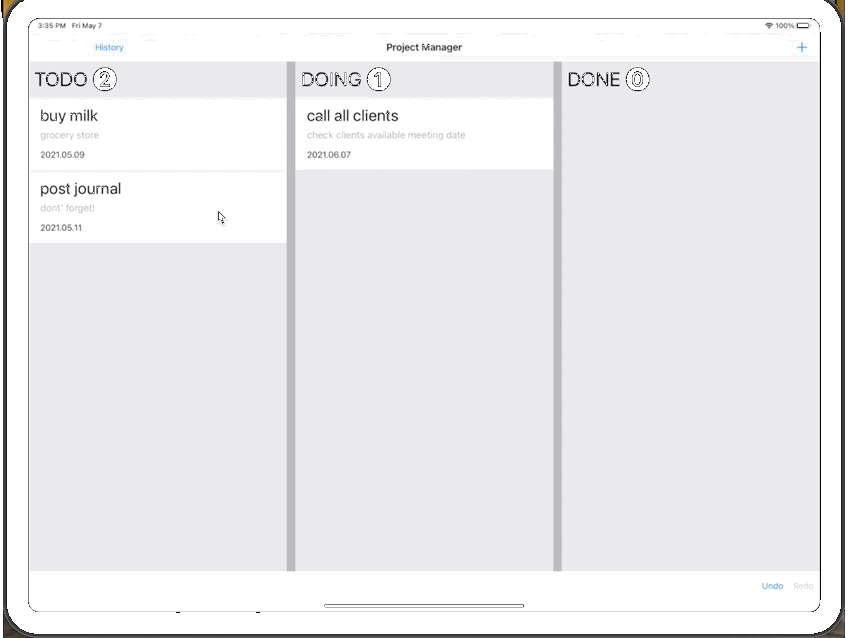 3:35 PM Fri May 7 100%
History Project Manager +
TODO 2
buy milk
grocery store
2021.05.09
post journal
dont' forget!
2021.05.11
DOING 1
call all clients
check clients available meeting date
2021.06.07
DONE 0
Undo Redo